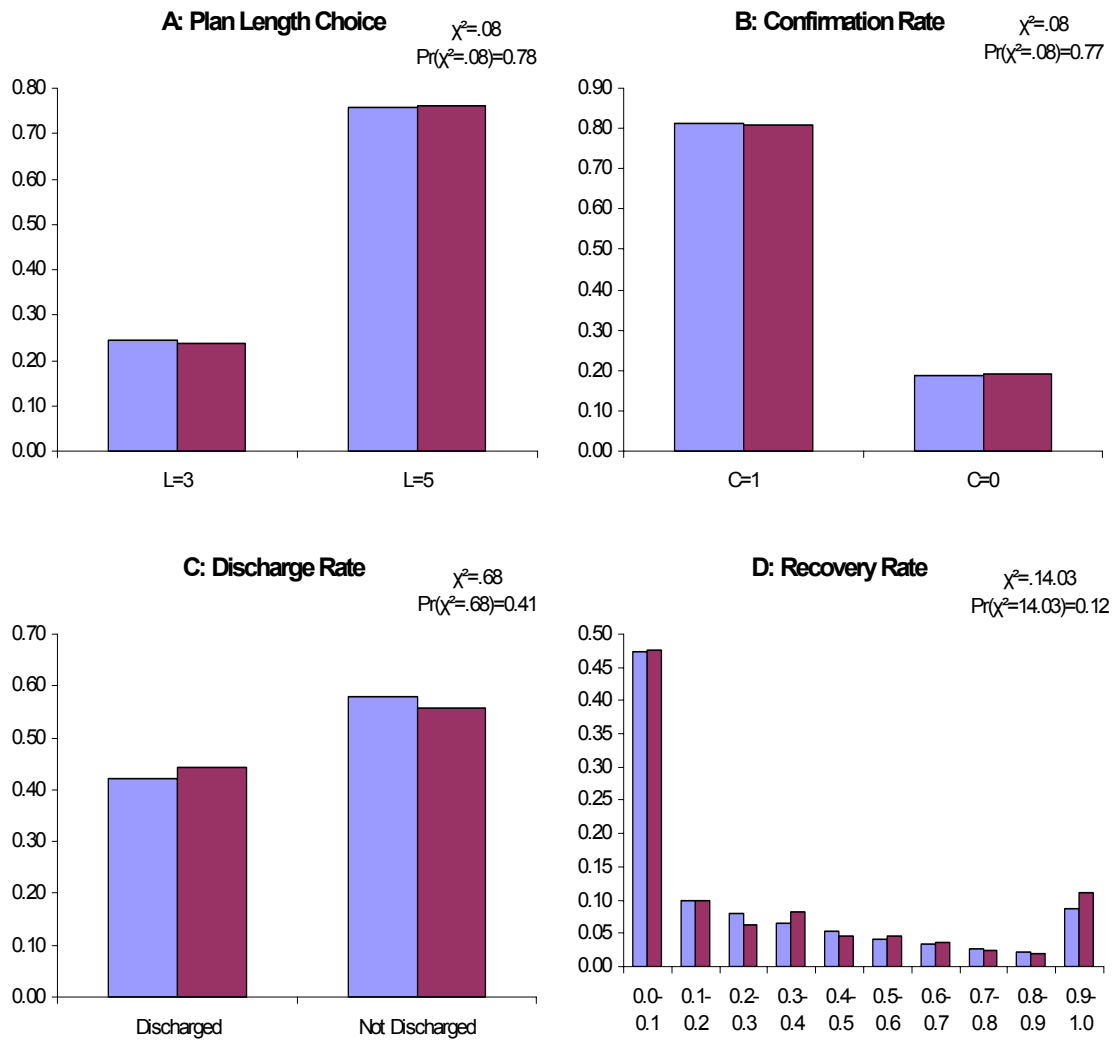 A: Plan Length Choice
χ²=.08
Pr(χ²=.08)=0.78
0.80
0.70
0.60
0.50
0.40
0.30
0.20
0.10
0.00
L=3 L=5
B: Confirmation Rate
χ²=.08
Pr(χ²=.08)=0.77
0.90
0.80
0.70
0.60
0.50
0.40
0.30
0.20
0.10
0.00
C=1 C=0
C: Discharge Rate
χ²=.68
Pr(χ²=.68)=0.41
0.70
0.60
0.50
0.40
0.30
0.20
0.10
0.00
Discharged Not Discharged
D: Recovery Rate
χ²=.14.03
Pr(χ²=14.03)=0.12
0.50
0.45
0.40
0.35
0.30
0.25
0.20
0.15
0.10
0.05
0.00
0.0- 0.1- 0.2- 0.3- 0.4- 0.5- 0.6- 0.7- 0.8- 0.9-
0.1 0.2 0.3 0.4 0.5 0.6 0.7 0.8 0.9 1.0